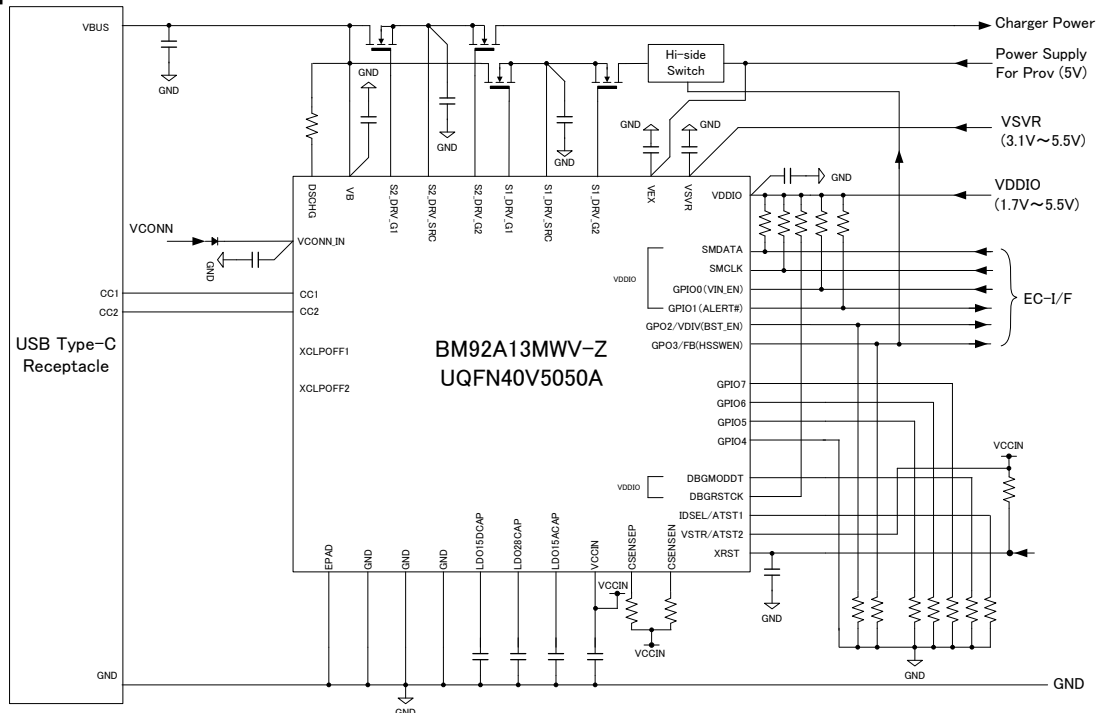 VBUS
Charger Power
GND
Hi-side
Switch
Power Supply
For Prov (5V)
GND
GND
GND
GND
GND
VSVR
(3.1V～5.5V)
GND
VDDIO
(1.7V～5.5V)
DSCHG
VB
S2_DRV_G1
S2_DRV_SRC
S2_DRV_G2
S1_DRV_G1
S1_DRV_SRC
S1_DRV_G2
VEX
VSVR
VDDIO
VCONN
VCONN_IN
GND
SMDATA
SMCLK
VDDIO
GPIO0(VIN_EN)
GPIO1(ALERT#)
GPO2/VDIV(BST_EN)
GPO3/FB(HSSWEN)
EC-I/F
CC1
CC1
CC2
CC2
USB Type-C
Receptacle
XCLPOFF1
XCLPOFF2
BM92A13MWV-Z
UQFN40V5050A
GPIO7
GPIO6
GPIO5
GPIO4
VCCIN
VDDIO
DBGMODDT
DBGRSTCK
IDSEL/ATST1
VSTR/ATST2
XRST
EPAD
GND
GND
GND
LDO15DCAP
LDO28CAP
LDO15ACAP
VCCIN
CSENSEP
CSENSEN
VCCIN
VCCIN
GND
GND
GND
GND
GND